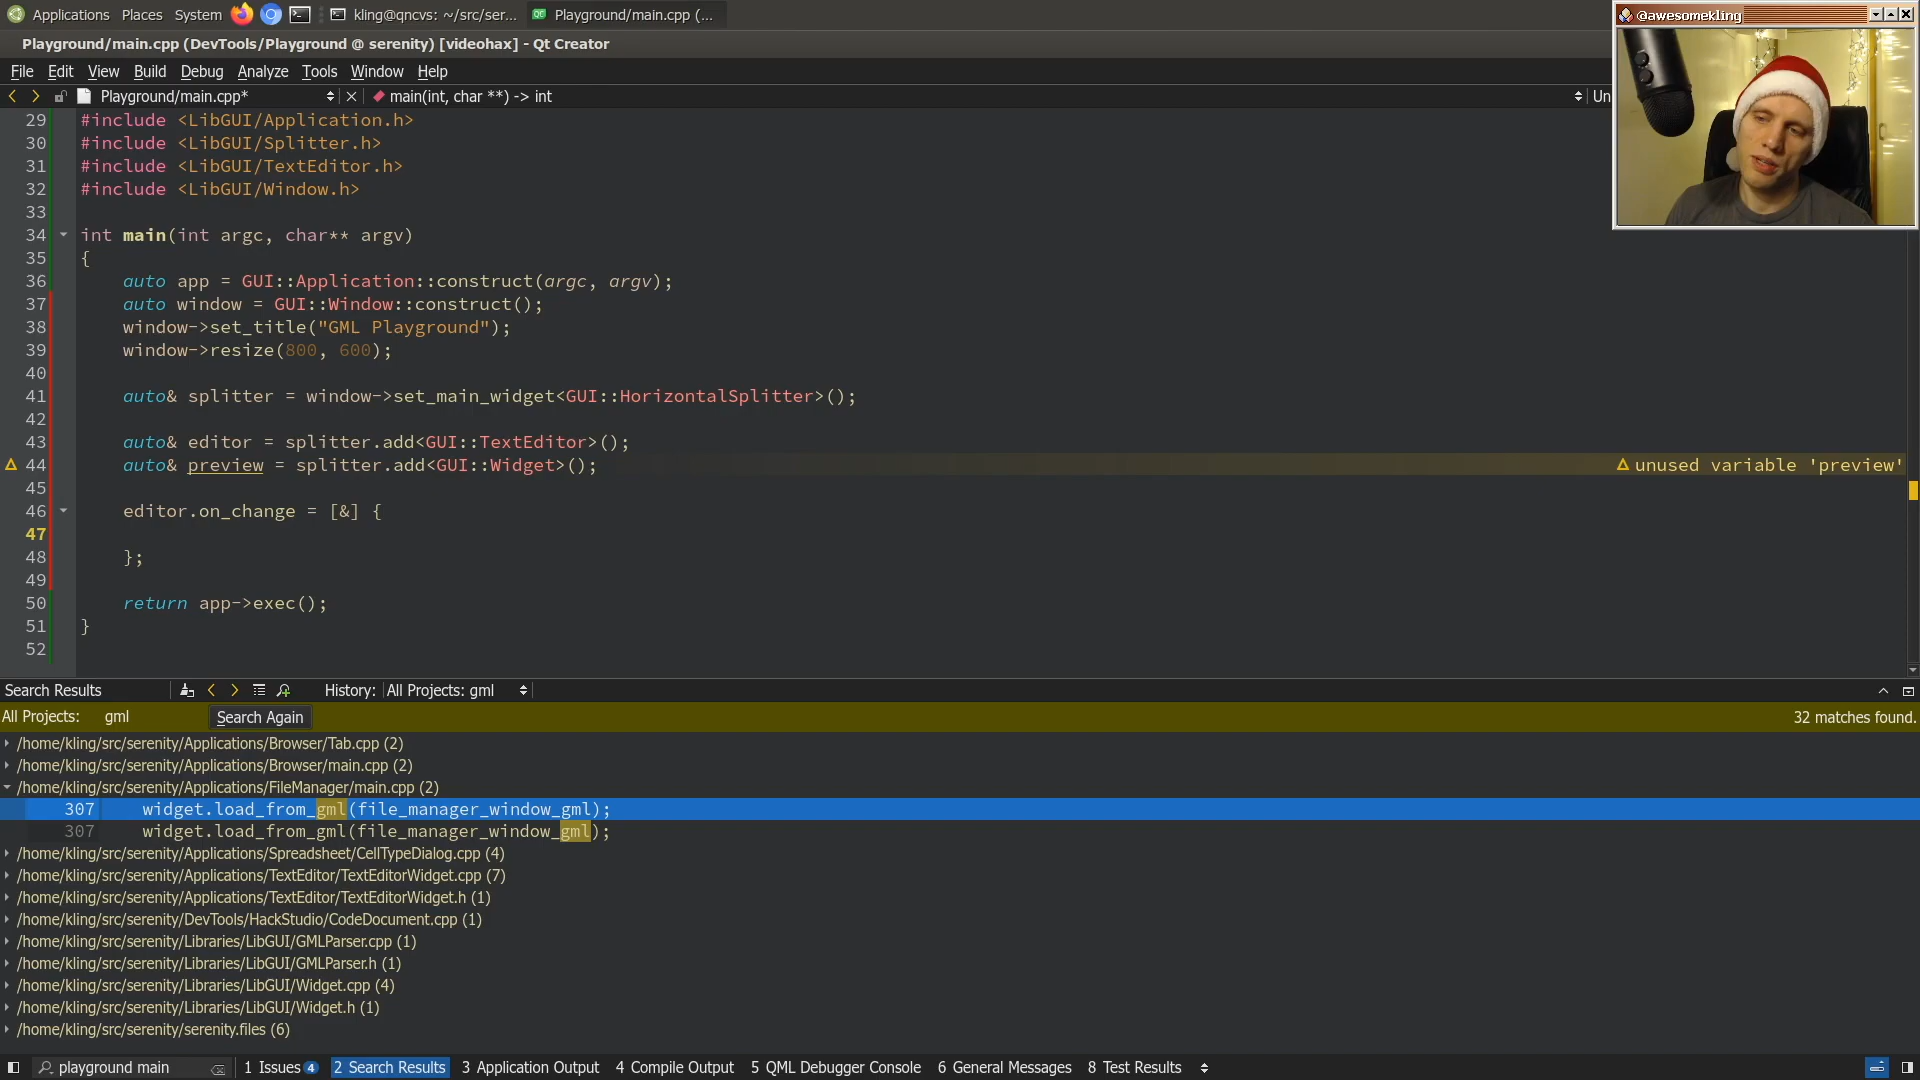 Applications Places System kling@qncvs: ~/src/ser... Playground/main.cpp (...
@awesomekling
Playground/main.cpp (DevTools/Playground @ serenity) [videohax] - Qt Creator
File Edit View Build Debug Analyze Tools Window Help
Playground/main.cpp* main(int, char **) -> int Un
29 #include <LibGUI/Application.h>
30 #include <LibGUI/Splitter.h>
31 #include <LibGUI/TextEditor.h>
32 #include <LibGUI/Window.h>
33
34 int main(int argc, char** argv)
35 {
36 auto app = GUI::Application::construct(argc, argv);
37 auto window = GUI::Window::construct();
38 window->set_title("GML Playground");
39 window->resize(800, 600);
40
41 auto& splitter = window->set_main_widget<GUI::HorizontalSplitter>();
42
43 auto& editor = splitter.add<GUI::TextEditor>();
44 auto& preview = splitter.add<GUI::Widget>(); unused variable 'preview'
45
46 editor.on_change = [&] {
47
48 };
49
50 return app->exec();
51 }
52
Search Results History: All Projects: gml
All Projects: gml Search Again 32 matches found.
/home/kling/src/serenity/Applications/Browser/Tab.cpp (2)
/home/kling/src/serenity/Applications/Browser/main.cpp (2)
/home/kling/src/serenity/Applications/FileManager/main.cpp (2)
307 widget.load_from_gml(file_manager_window_gml);
307 widget.load_from_gml(file_manager_window_gml);
/home/kling/src/serenity/Applications/Spreadsheet/CellTypeDialog.cpp (4)
/home/kling/src/serenity/Applications/TextEditor/TextEditorWidget.cpp (7)
/home/kling/src/serenity/Applications/TextEditor/TextEditorWidget.h (1)
/home/kling/src/serenity/DevTools/HackStudio/CodeDocument.cpp (1)
/home/kling/src/serenity/Libraries/LibGUI/GMLParser.cpp (1)
/home/kling/src/serenity/Libraries/LibGUI/GMLParser.h (1)
/home/kling/src/serenity/Libraries/LibGUI/Widget.cpp (4)
/home/kling/src/serenity/Libraries/LibGUI/Widget.h (1)
/home/kling/src/serenity/serenity.files (6)
playground main 1 Issues 4 2 Search Results 3 Application Output 4 Compile Output 5 QML Debugger Console 6 General Messages 8 Test Results